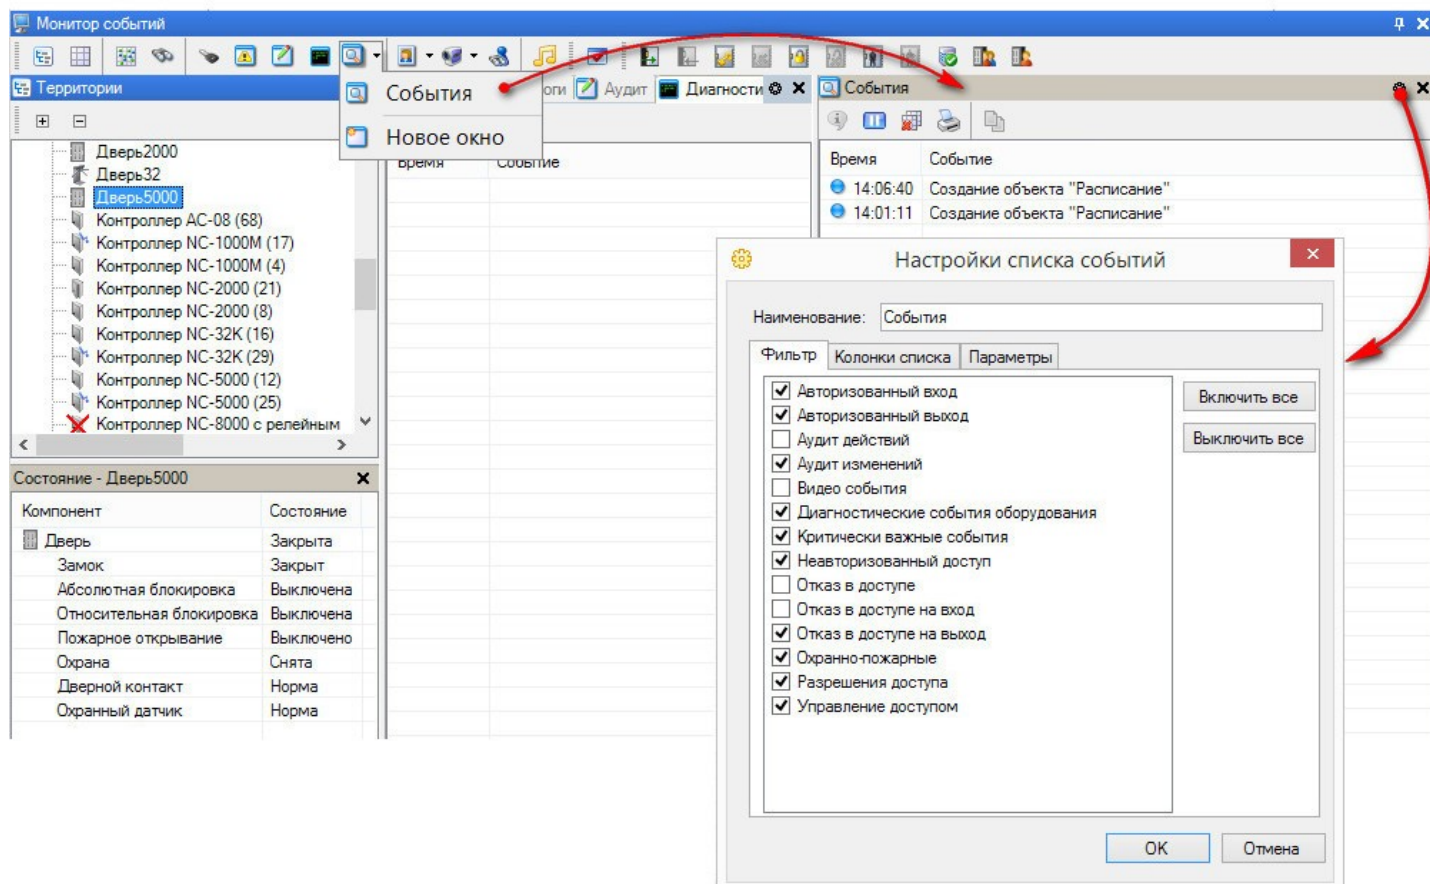 Монитор событий
События
Новое окно
Территории
оги
Аудит
Диагности
События
Дверь2000
Дверь32
Дверь5000
Контроллер AC-08 (68)
Контроллер NC-1000M (17)
Контроллер NC-1000M (4)
Контроллер NC-2000 (21)
Контроллер NC-2000 (8)
Контроллер NC-32K (16)
Контроллер NC-32K (29)
Контроллер NC-5000 (12)
Контроллер NC-5000 (25)
Контроллер NC-8000 с релейным
Время Событие
Время Событие
14:06:40 Создание объекта "Расписание"
14:01:11 Создание объекта "Расписание"
Состояние - Дверь5000
Компонент Состояние
Дверь Закрыта
Замок Закрыт
Абсолютная блокировка Выключена
Относительная блокировка Выключена
Пожарное открывание Выключено
Охрана Снята
Дверной контакт Норма
Охранный датчик Норма
Настройки списка событий
Наименование: События
Фильтр Колонки списка Параметры
Авторизованный вход
Авторизованный выход
Аудит действий
Аудит изменений
Видео события
Диагностические события оборудования
Критически важные события
Неавторизованный доступ
Отказ в доступе
Отказ в доступе на вход
Отказ в доступе на выход
Охранно-пожарные
Разрешения доступа
Управление доступом
Включить все
Выключить все
OK Отмена